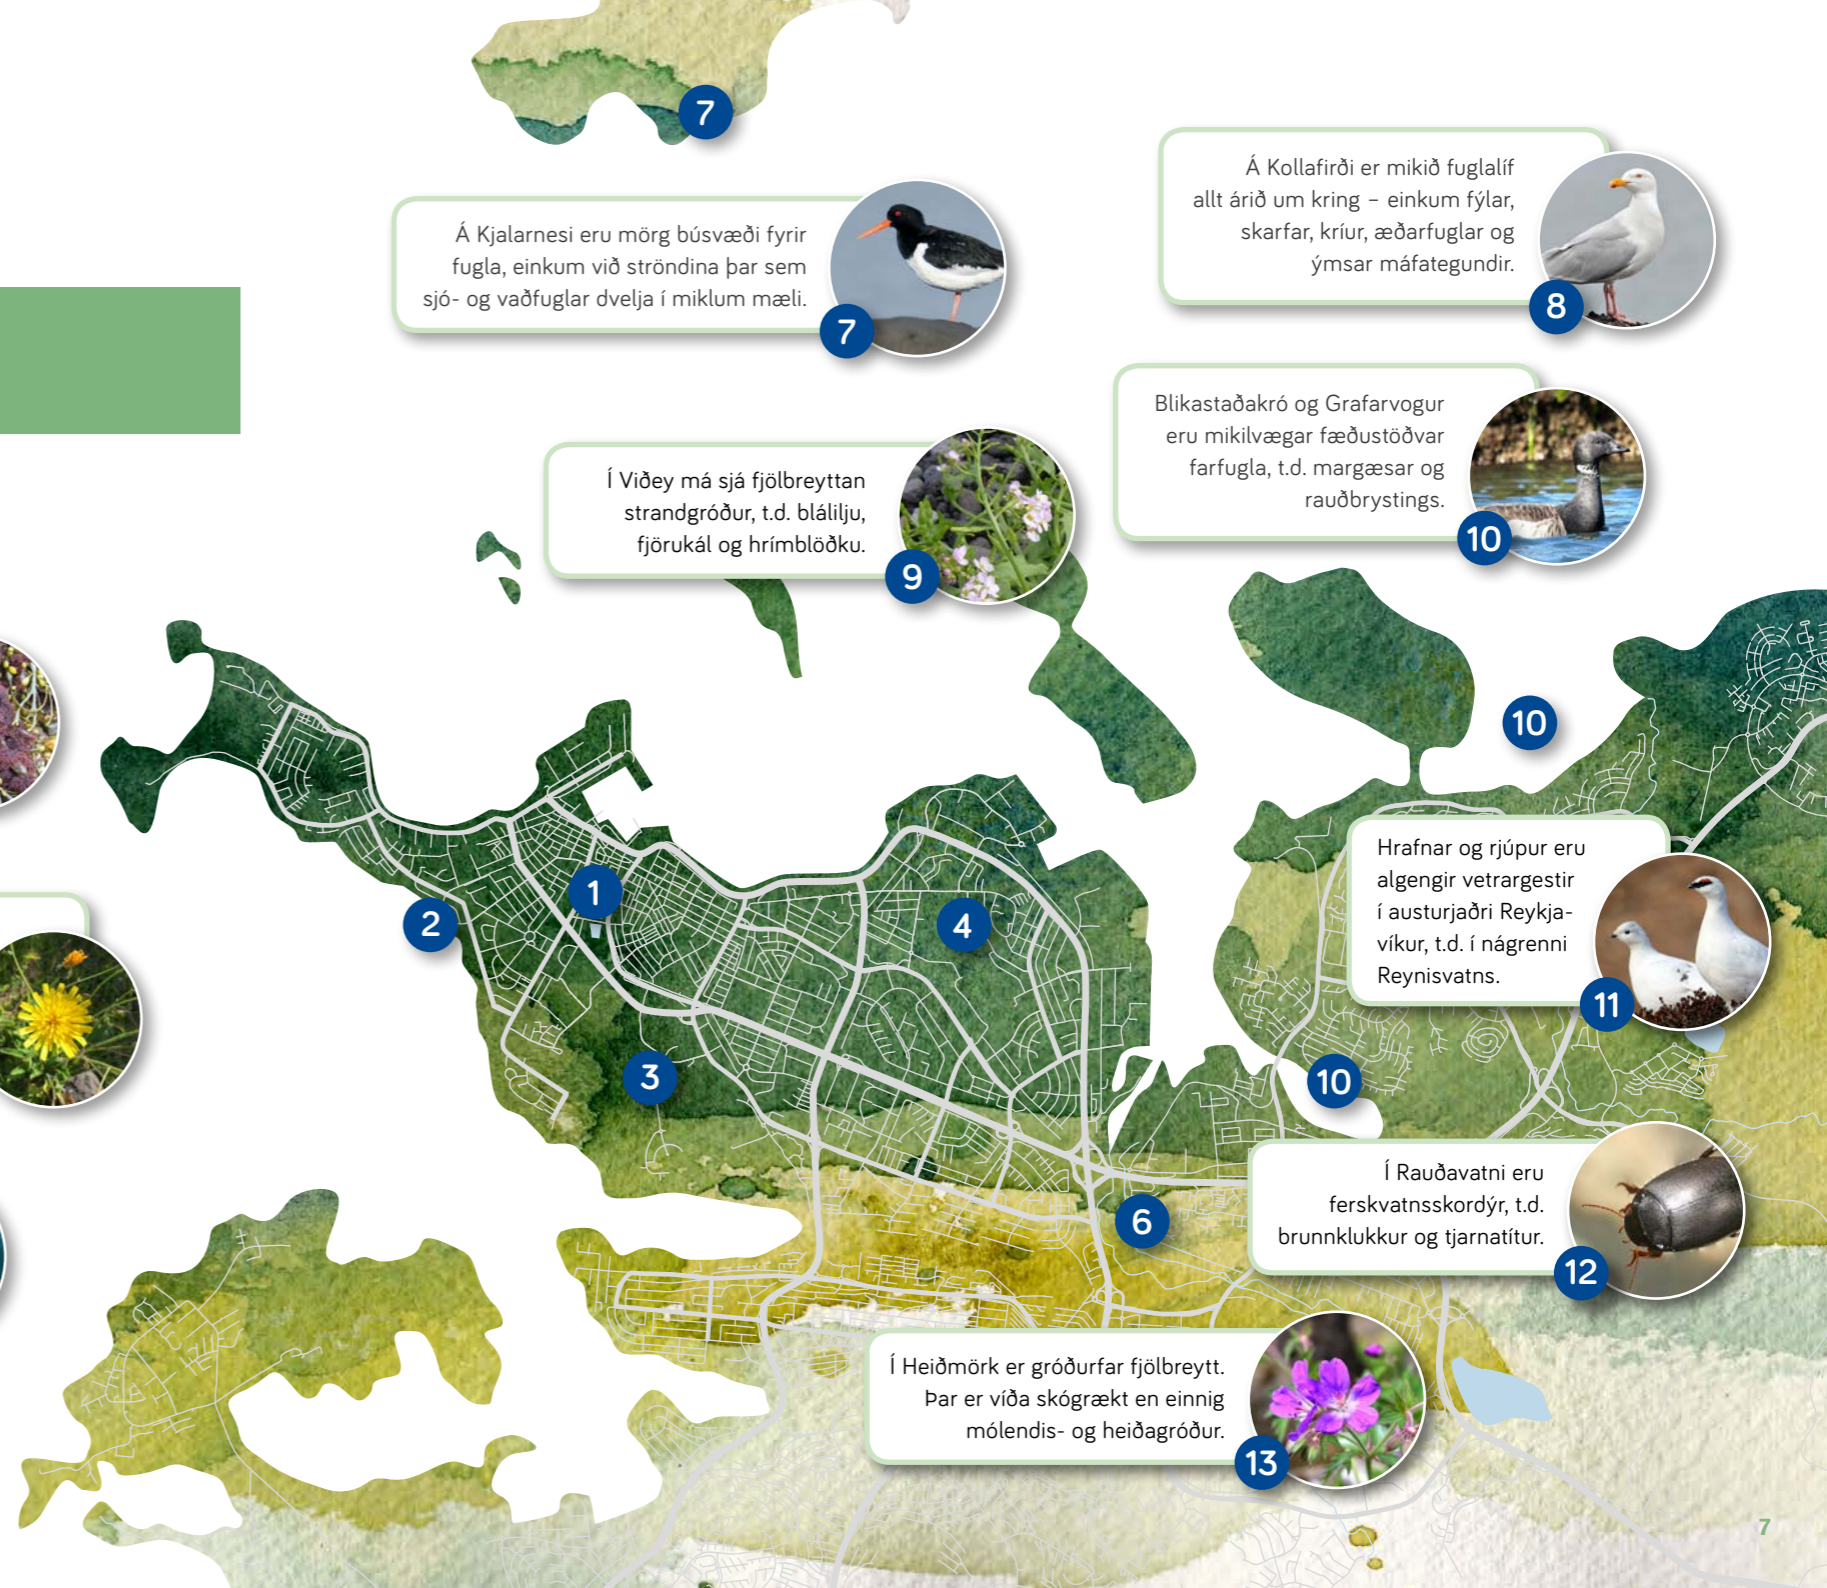 7
Á Kjalarnesi eru mörg búsvæði fyrir
fugla, einkum við ströndina þar sem
sjó- og vaðfuglar dvelja í miklum mæli.
7
Á Kollafirði er mikið fuglalíf
allt árið um kring – einkum fýlar,
skarfar, kríur, æðarfuglar og
ýmsar máfategundir.
8
Blikastaðakró og Grafarvogur
eru mikilvægar fæðustöðvar
farfugla, t.d. margæsar og
rauðbrystings.
10
Í Viðey má sjá fjölbreyttan
strandgróður, t.d. blálilju,
fjörukál og hrímblöðku.
9
10
Hrafnar og rjúpur eru
algengir vetrargestir
í austurjaðri Reykja-
víkur, t.d. í nágrenni
Reynisvatns.
11
1
2
4
3
10
6
Í Rauðavatni eru
ferskvatnsskordýr, t.d.
brunnklukkur og tjarnatítur.
12
Í Heiðmörk er gróðurfar fjölbreytt.
Þar er víða skógrækt en einnig
mólendis- og heiðagróður.
13
7